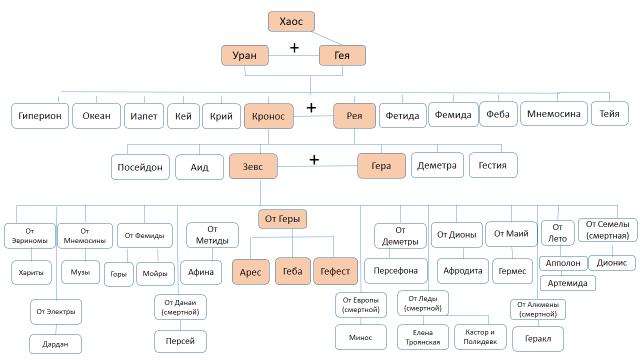 Хаос
Уран
+
Гея
Гиперион
Океан
Иапет
Кей
Крий
Кронос
+
Рея
Фетида
Фемида
Феба
Мнемосина
Тейя
Посейдон
Аид
Зевс
+
Гера
Деметра
Гестия
От
Эвриномы
От
Мнемосины
От Фемиды
От
Метиды
От Геры
От
Деметры
От Дионы
От Маий
От
Лето
От Семелы
(смертная)
Хариты
Музы
Горы
Мойры
Афина
Арес
Геба
Гефест
Персефона
Афродита
Гермес
Апполон
Артемида
Дионис
От Электры
От Данаи
(смертной)
От Европы
(смертной)
От Леды
(смертной)
От Алкмены
(смертной)
Дардан
Персей
Минос
Елена
Троянская
Кастор и
Полидевк
Геракл